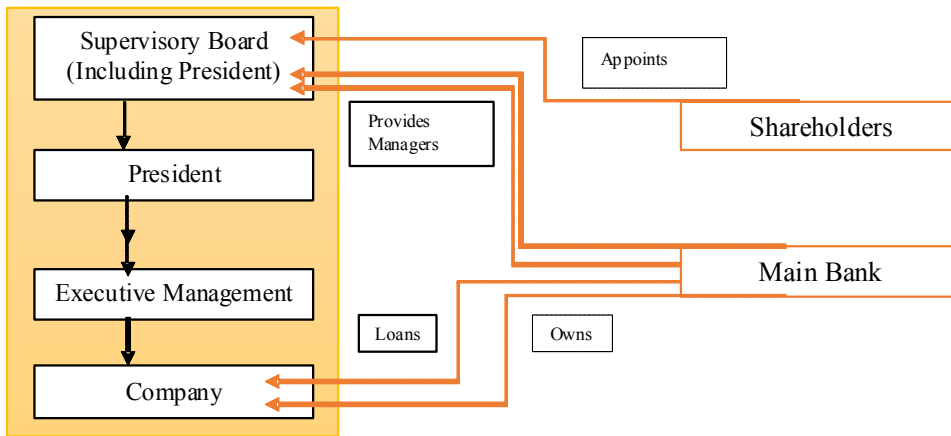 Supervisory Board
(Including President)
Appoints
Shareholders
Provides
Managers
President
Main Bank
Executive Management
Loans
Owns
Company